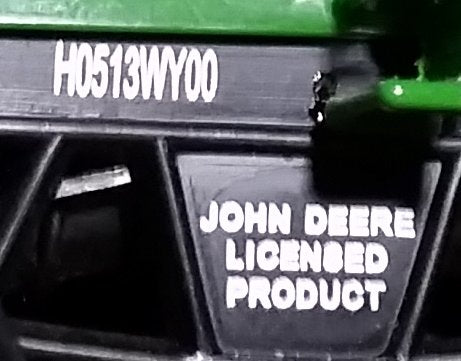 H0513WY00
JOHN DEERE
LICENSED
PRODUCT